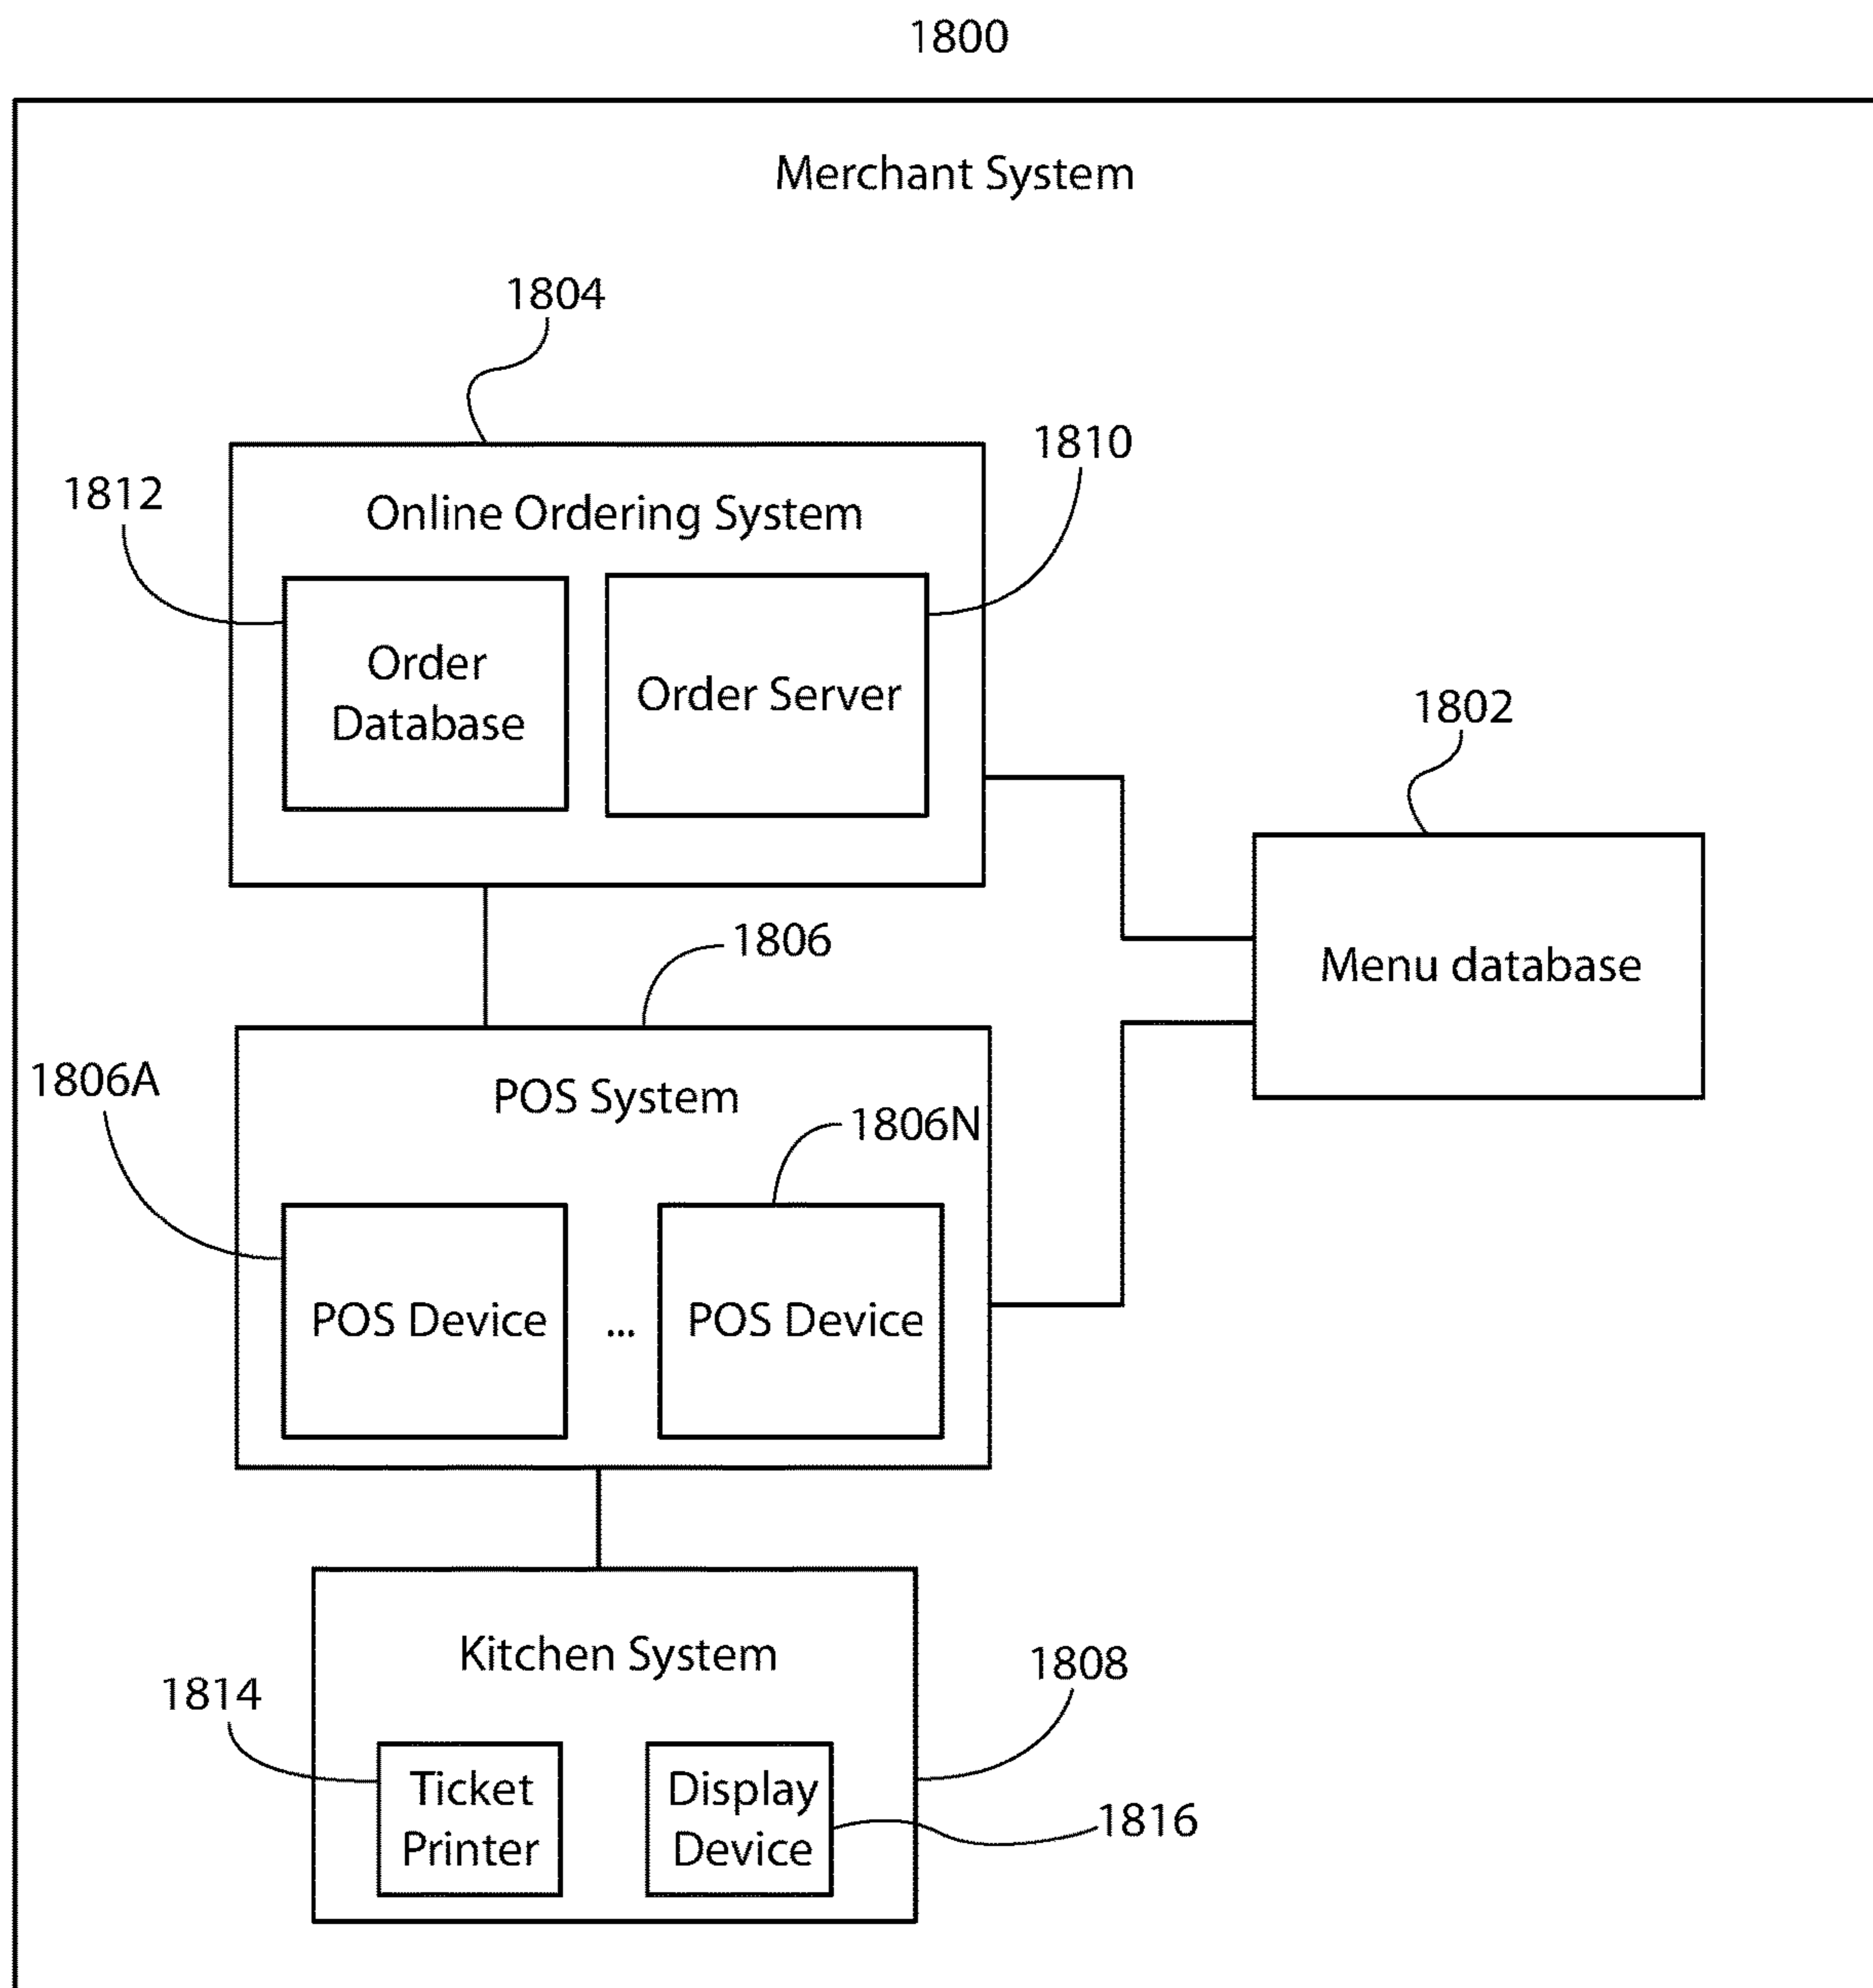 1800
Merchant System
1804
1810
1812
Online Ordering System
Order
Database
Order Server
1802
Menu database
1806
1806A
POS System
1806N
POS Device
...
POS Device
Kitchen System
1808
1814
Ticket
Printer
Display
Device
1816